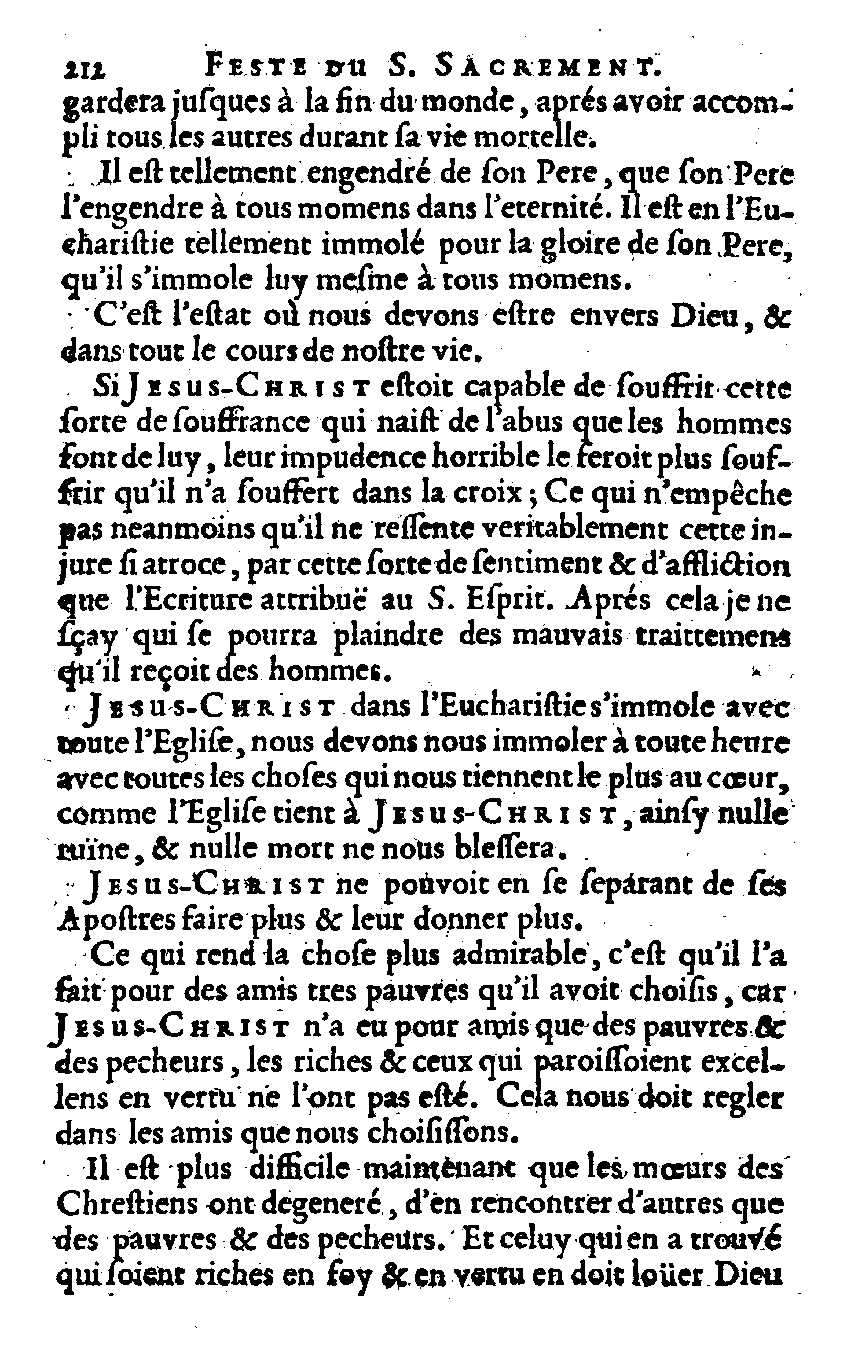 212 FESTE DU S. SACREMENT.
gardera juſques à la fin du monde, aprés avoir accom-
pli tous les autres durant ſa vie mortelle.
Il eſt tellement engendré de ſon Pere, que ſon Pere
l'engendre à tous momens dans l'eternité. Il eſt en l'Eu-
chariſtie tellement immolé pour la gloire de ſon Pere,
qu'il s'immole luy meſme à tous momens.
C'eſt l'eſtat où nous devons eſtre envers Dieu, &
dans tout le cours de noſtre vie.
Si JESUS-CHRIST eſtoit capable de ſouffrir cette
ſorte de ſouffrance qui naiſt de l'abus que les hommes
font de luy, leur impudence horrible le feroit plus ſouf-
frir qu'il n'a ſouffert dans la croix; Ce qui n'empêche
pas neanmoins qu'il ne reſſente veritablement cette in-
jure ſi atroce, par cette ſorte de ſentiment & d'affliction
que l'Ecriture attribuë au S. Eſprit. Aprés cela je ne
ſçay qui ſe pourra plaindre des mauvais traittemens
qu'il reçoit des hommes.
JESUS-CHRIST dans l'Euchariſtie s'immole avec
toute l'Egliſe, nous devons nous immoler à toute heure
avec toutes les choſes qui nous tiennent le plus au cœur,
comme l'Egliſe tient à JESUS-CHRIST, ainſy nulle
ruïne, & nulle mort ne nous bleſſera.
JESUS-CHRIST ne pouvoit en ſe ſepárant de ſes
Apoſtres faire plus & leur donner plus.
Ce qui rend la choſe plus admirable, c'eſt qu'il l'a
fait pour des amis tres pauvres qu'il avoit choiſis, car
JESUS-CHRIST n'a eu pour amis que des pauvres &
des pecheurs, les riches & ceux qui paroiſſoient excel-
lens en vertu ne l'ont pas eſté. Cela nous doit regler
dans les amis que nous choiſiſſons.
Il eſt plus difficile maintenant que les mœurs des
Chreſtiens ont degeneré, d'en rencontrer d'autres que
des pauvres & des pecheurs. Et celuy qui en a trouvé
qui ſoient riches en foy & en vertu en doit loüer Dieu